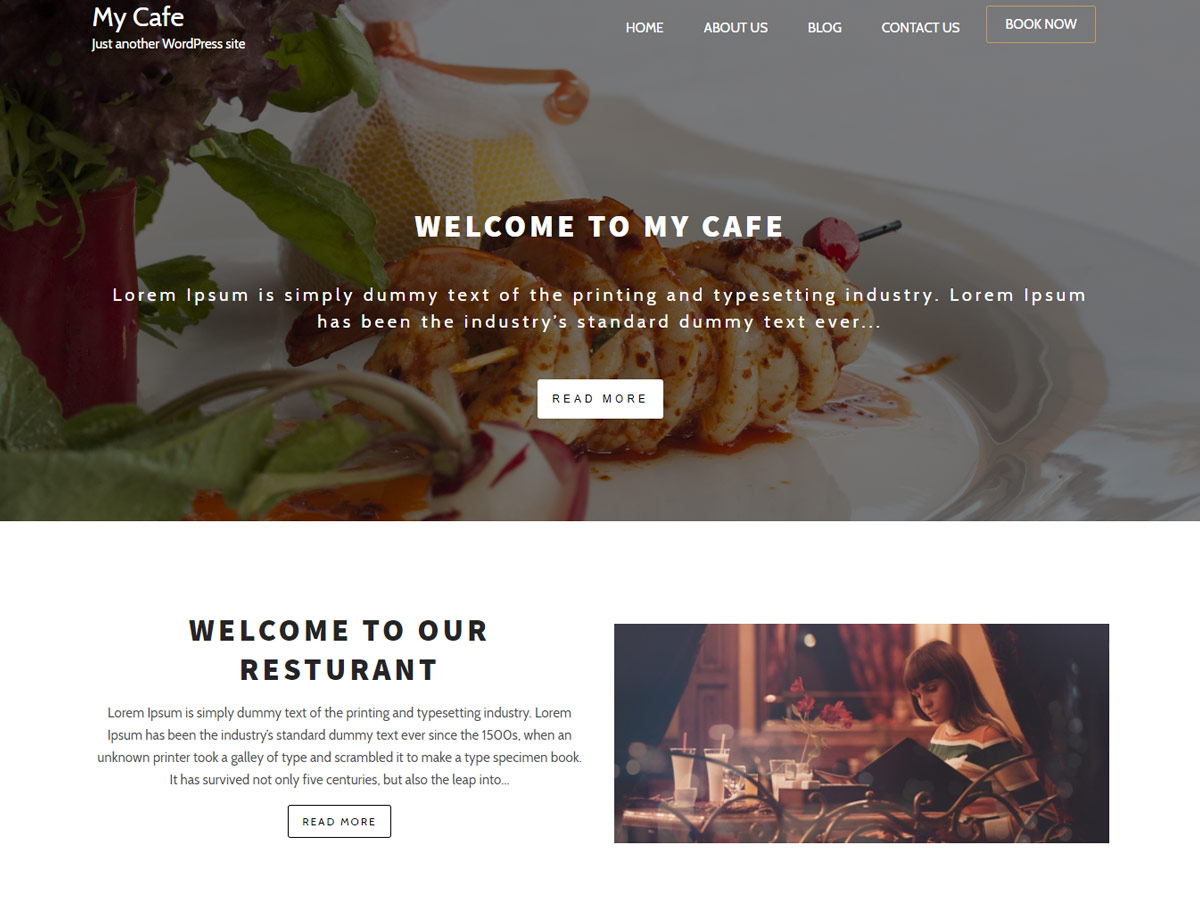 My Cafe
Just another WordPress site
HOME ABOUT US BLOG CONTACT US BOOK NOW
WELCOME TO MY CAFE
Lorem Ipsum is simply dummy text of the printing and typesetting industry. Lorem Ipsum
has been the industry's standard dummy text ever...
READ MORE
WELCOME TO OUR
RESTURANT
Lorem Ipsum is simply dummy text of the printing and typesetting industry. Lorem
Ipsum has been the industry's standard dummy text ever since the 1500s, when an
unknown printer took a galley of type and scrambled it to make a type specimen book.
It has survived not only five centuries, but also the leap into...
READ MORE